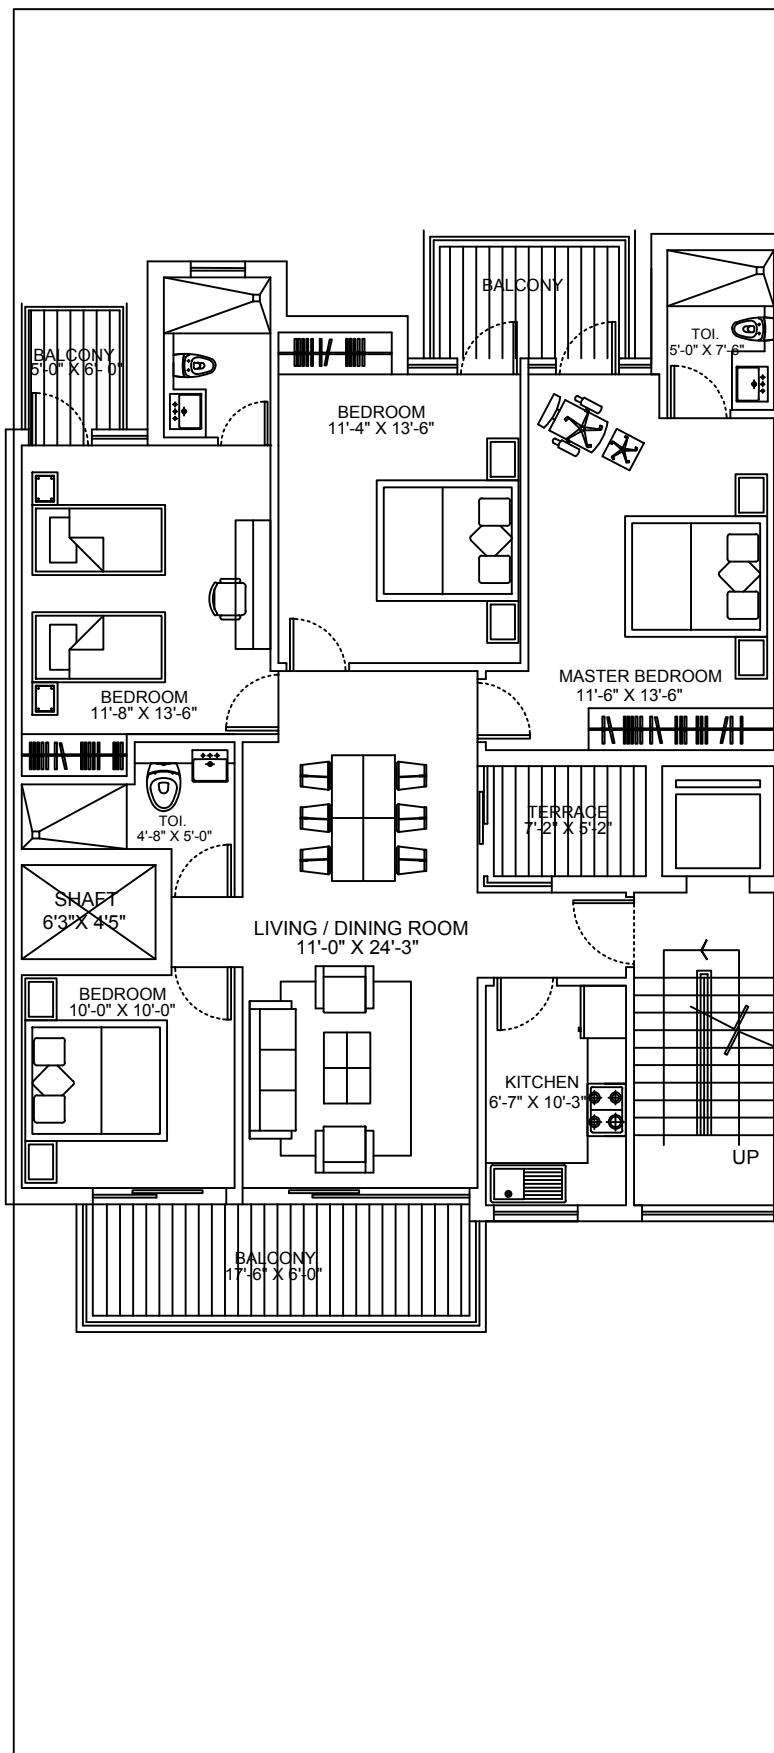 BALCONY
TOI.
5'-0" X 7'-6"
BALCONY
5'-0" X 6'- 0"
BEDROOM
11'-4" X 13'-6"
MASTER BEDROOM
11'-6" X 13'-6"
BEDROOM
11'-8" X 13'-6"
TERRACE
7'-2" X 5'-2"
TOI.
4'-8" X 5'-0"
SHAFT
6'3"X 4'5"
LIVING / DINING ROOM
11'-0" X 24'-3"
BEDROOM
10'-0" X 10'-0"
KITCHEN
6'-7" X 10'-3"
UP
BALCONY
17'-6" X 6'-0"